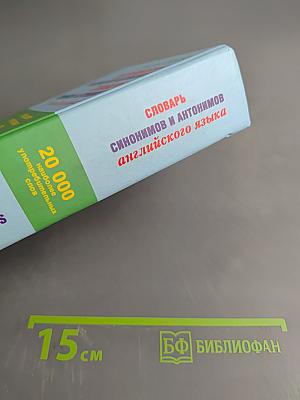 СЛОВАРЬ
СИНОНИМОВ И АНТОНИМОВ
английского языка
20 000
наиболее
употребительных
слов
15 см
БФ БИБЛИОФАН